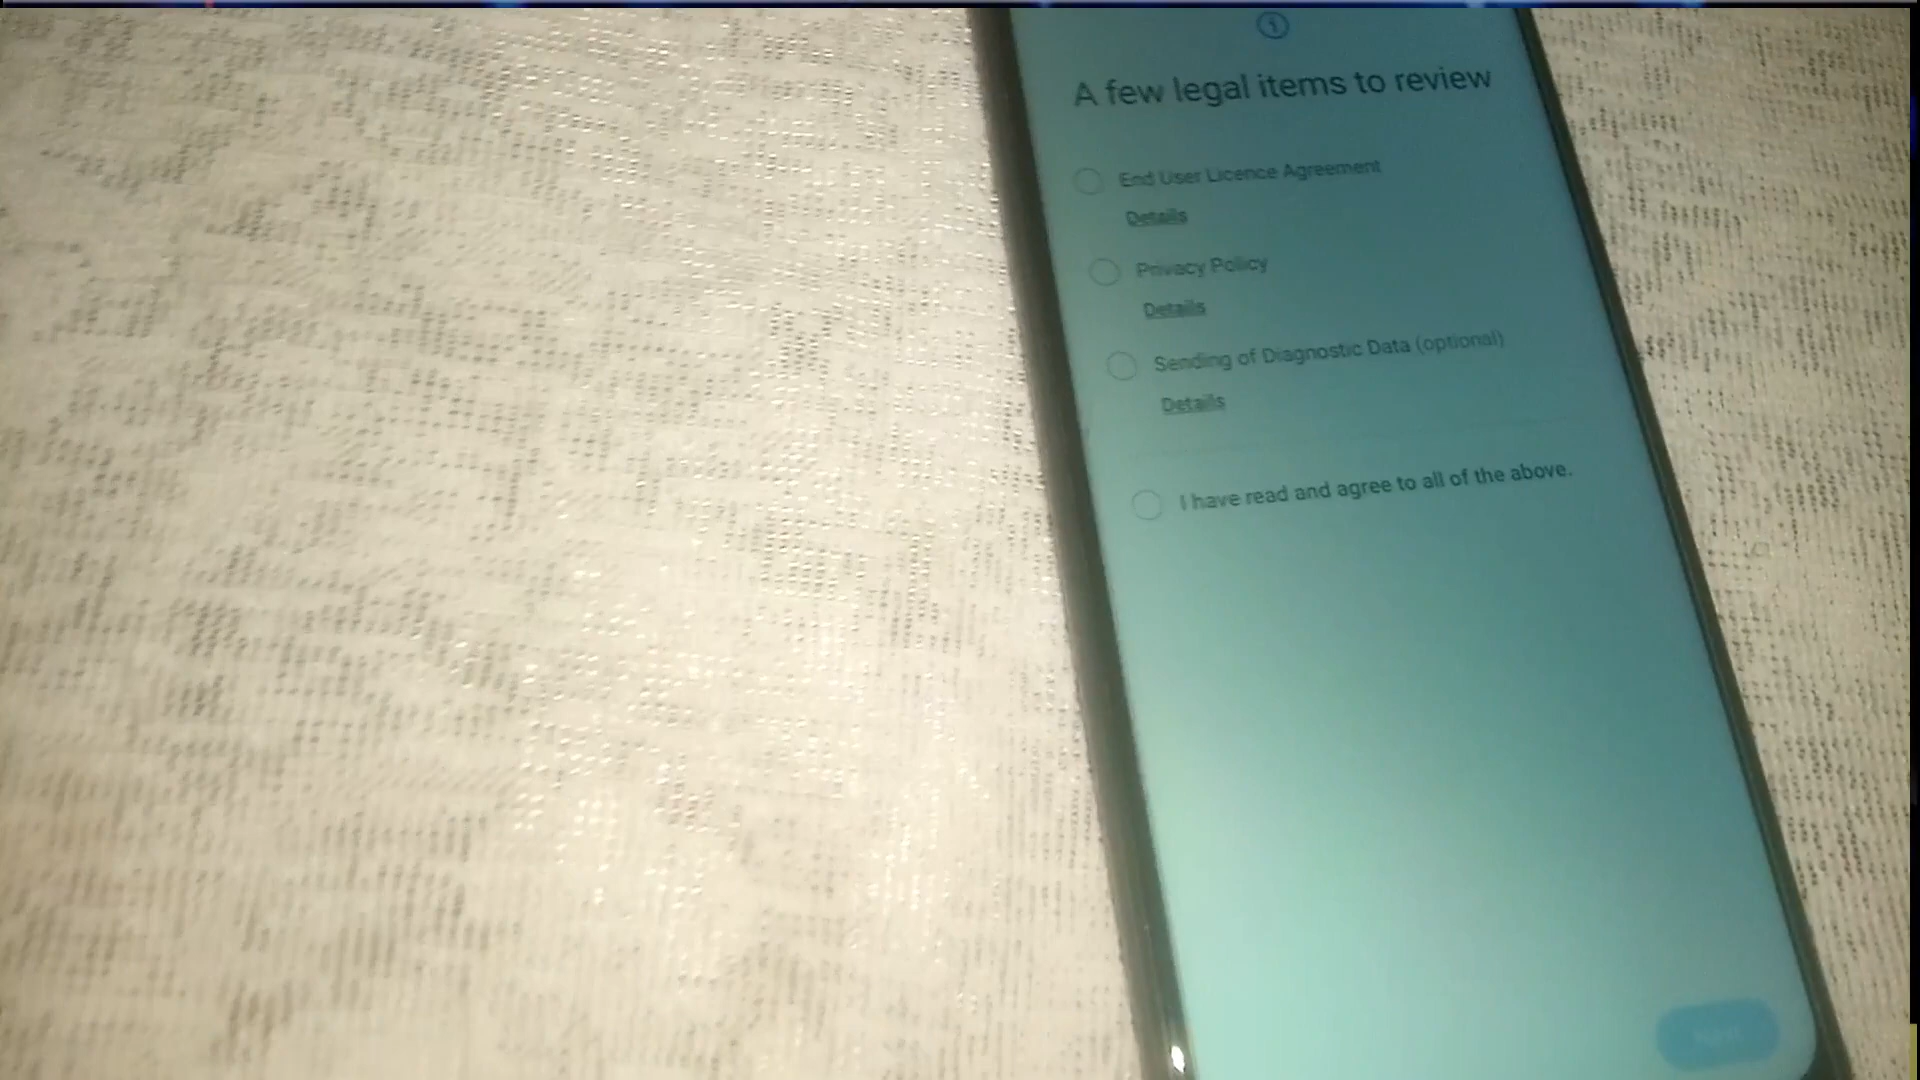 A few legal items to review
End User Licence Agreement
Details
Privacy Policy
Details
Sending of Diagnostic Data (optional)
Details
I have read and agree to all of the above.